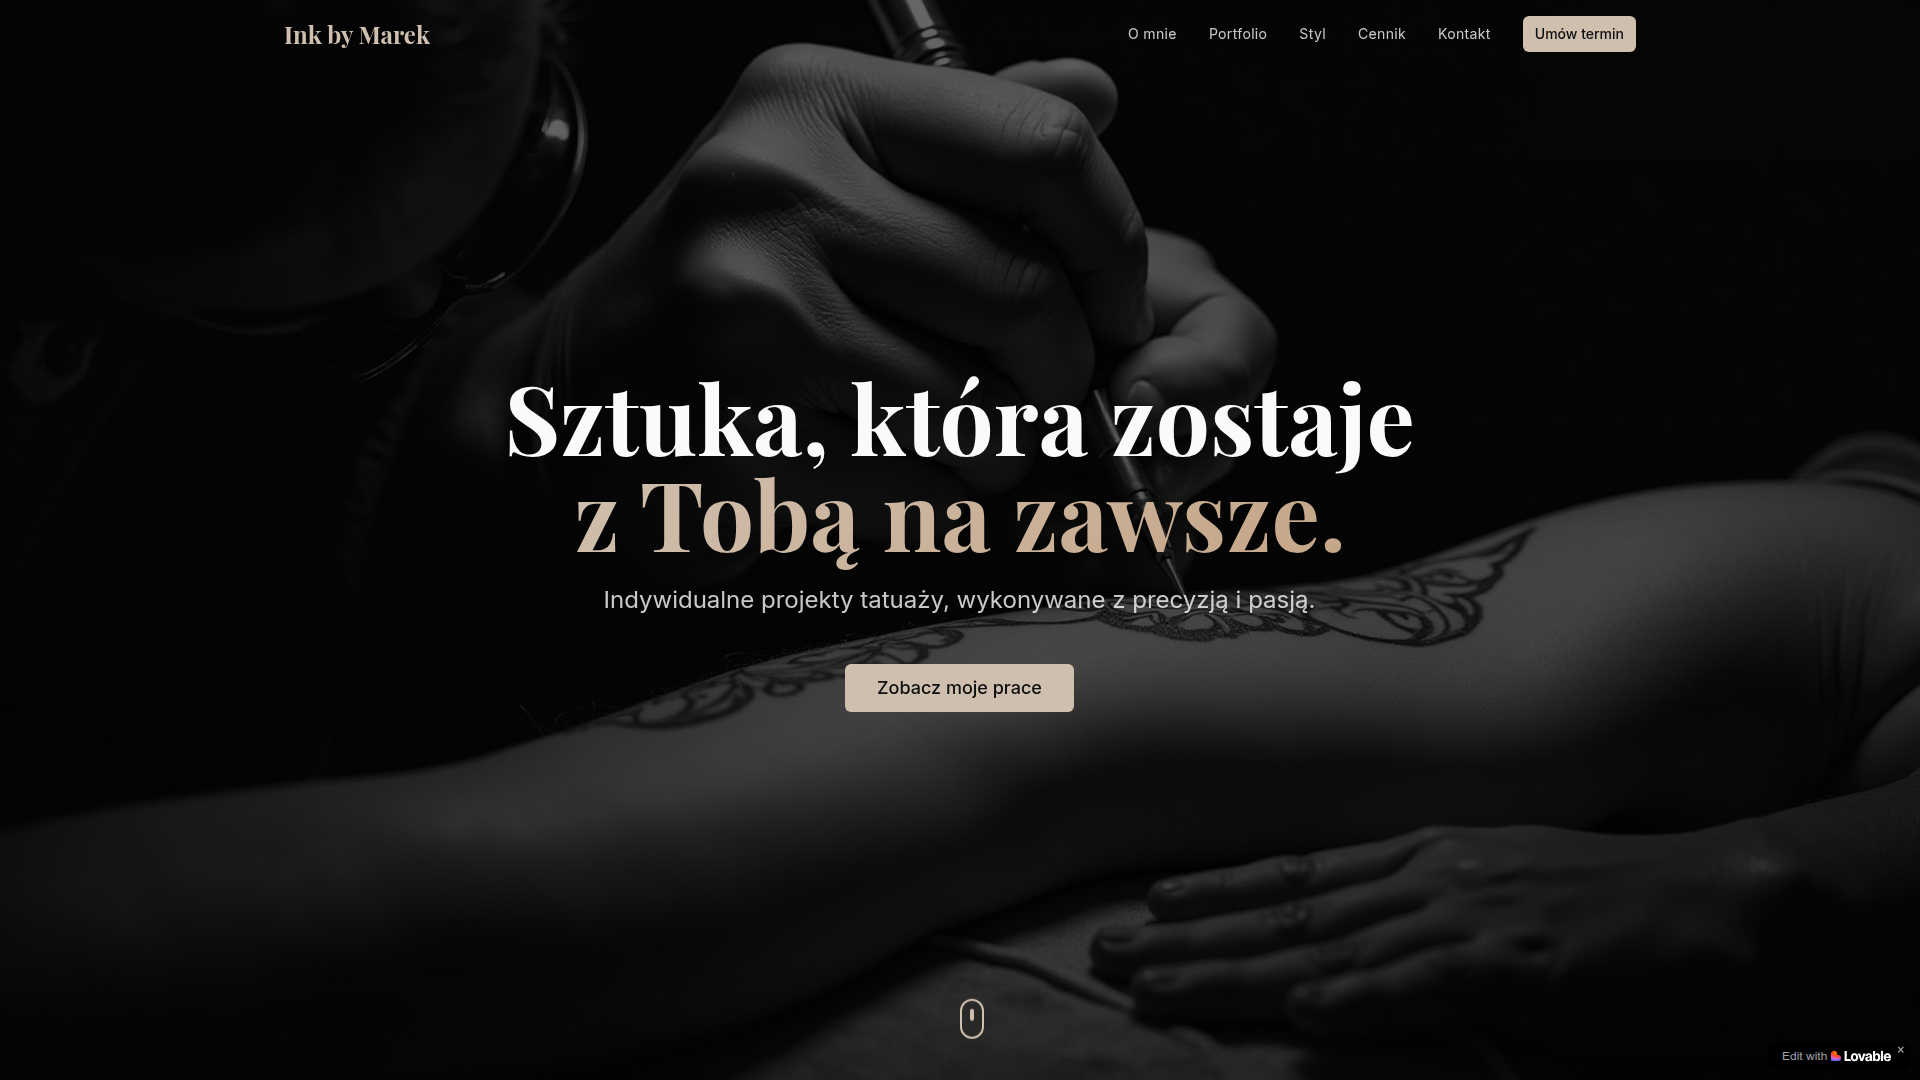 Ink by Marek
O mnie Portfolio Styl Cennik Kontakt Umów termin
Sztuka, która zostaje
z Tobą na zawsze.
Indywidualne projekty tatuaży, wykonywane z precyzją i pasją.
Zobacz moje prace
Edit with Lovable ×